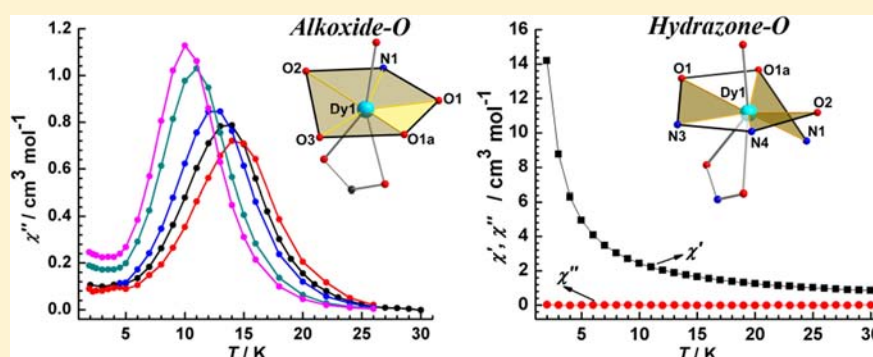 Alkoxide-O
χ'' / cm³ mol⁻¹
1.2
1.0
0.8
0.6
0.4
0.2
0.0
5
10
15
20
25
30
T / K
O2
N1
O1
Dy1
O1a
O3
Hydrazone-O
χ', χ'' / cm³ mol⁻¹
16
14
12
10
8
6
4
2
0
5
10
15
20
25
30
T / K
O1
O1a
Dy1
O2
N3
N4
N1
χ''
χ'